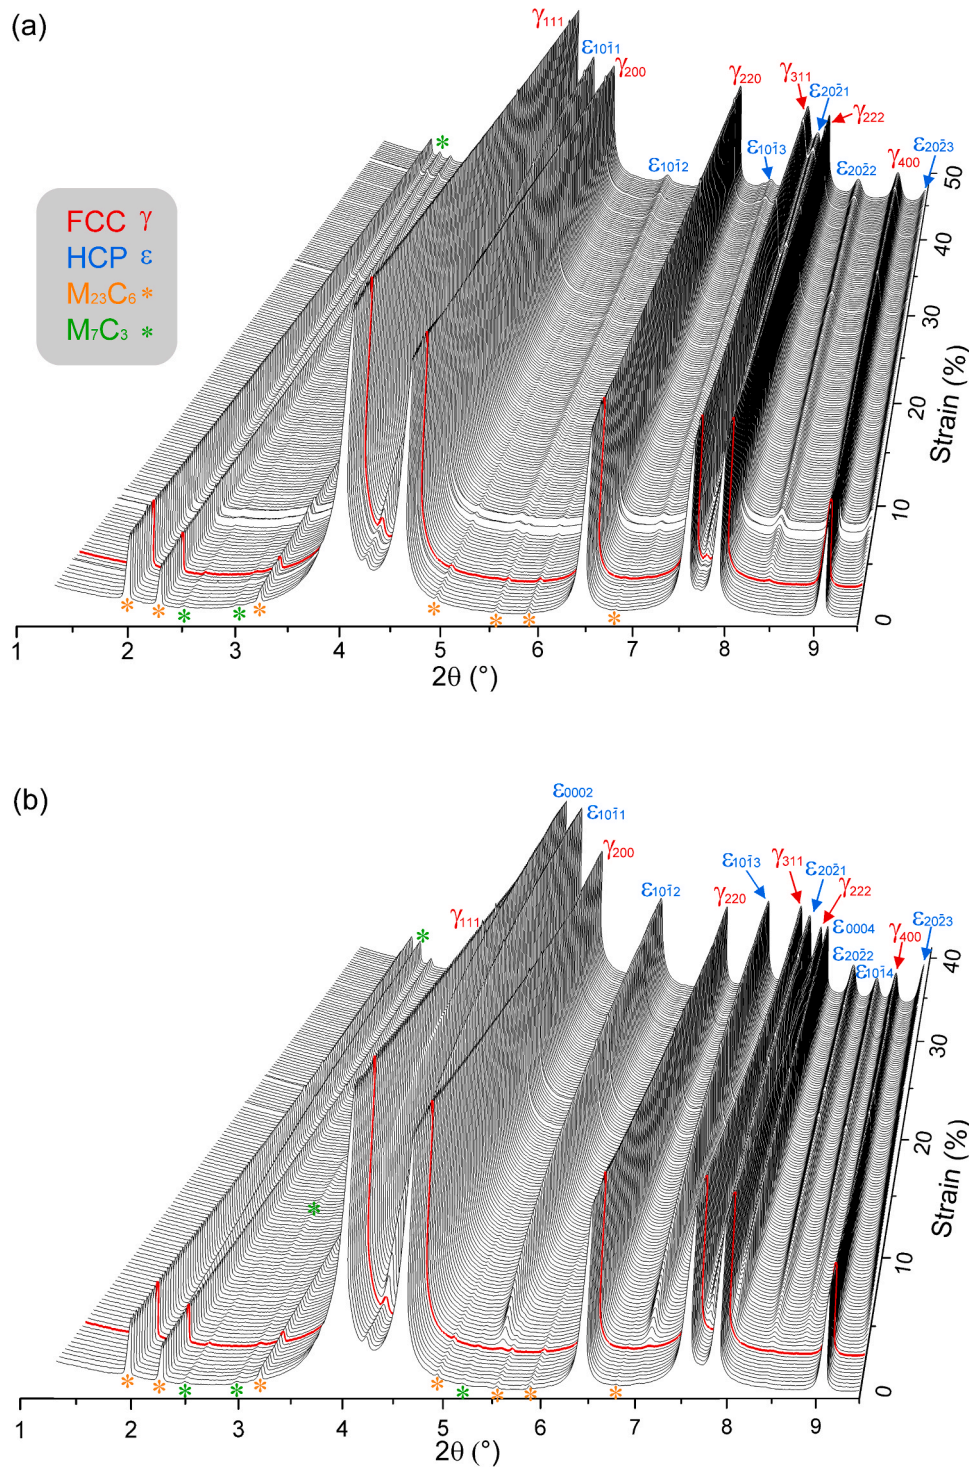 (a)
γ111
ε101̄1
γ200
γ220
γ311
ε202̄1
γ222
*
ε101̄2
ε101̄3
ε202̄2
γ400
ε202̄3
FCC γ
HCP ε
M23C6 *
M7C3 *
50
40
30
20
10
0
Strain (%)
* * * * * * * * *
1 2 3 4 5 6 7 8 9
2θ (°)
(b)
ε0002
ε101̄1
γ200
γ111
*
ε101̄2
γ220
ε101̄3
γ311
ε202̄1
γ222
ε0004
ε202̄2
ε101̄4
γ400
ε202̄3
40
30
20
10
0
Strain (%)
*
* * * * * * * * * *
1 2 3 4 5 6 7 8 9
2θ (°)